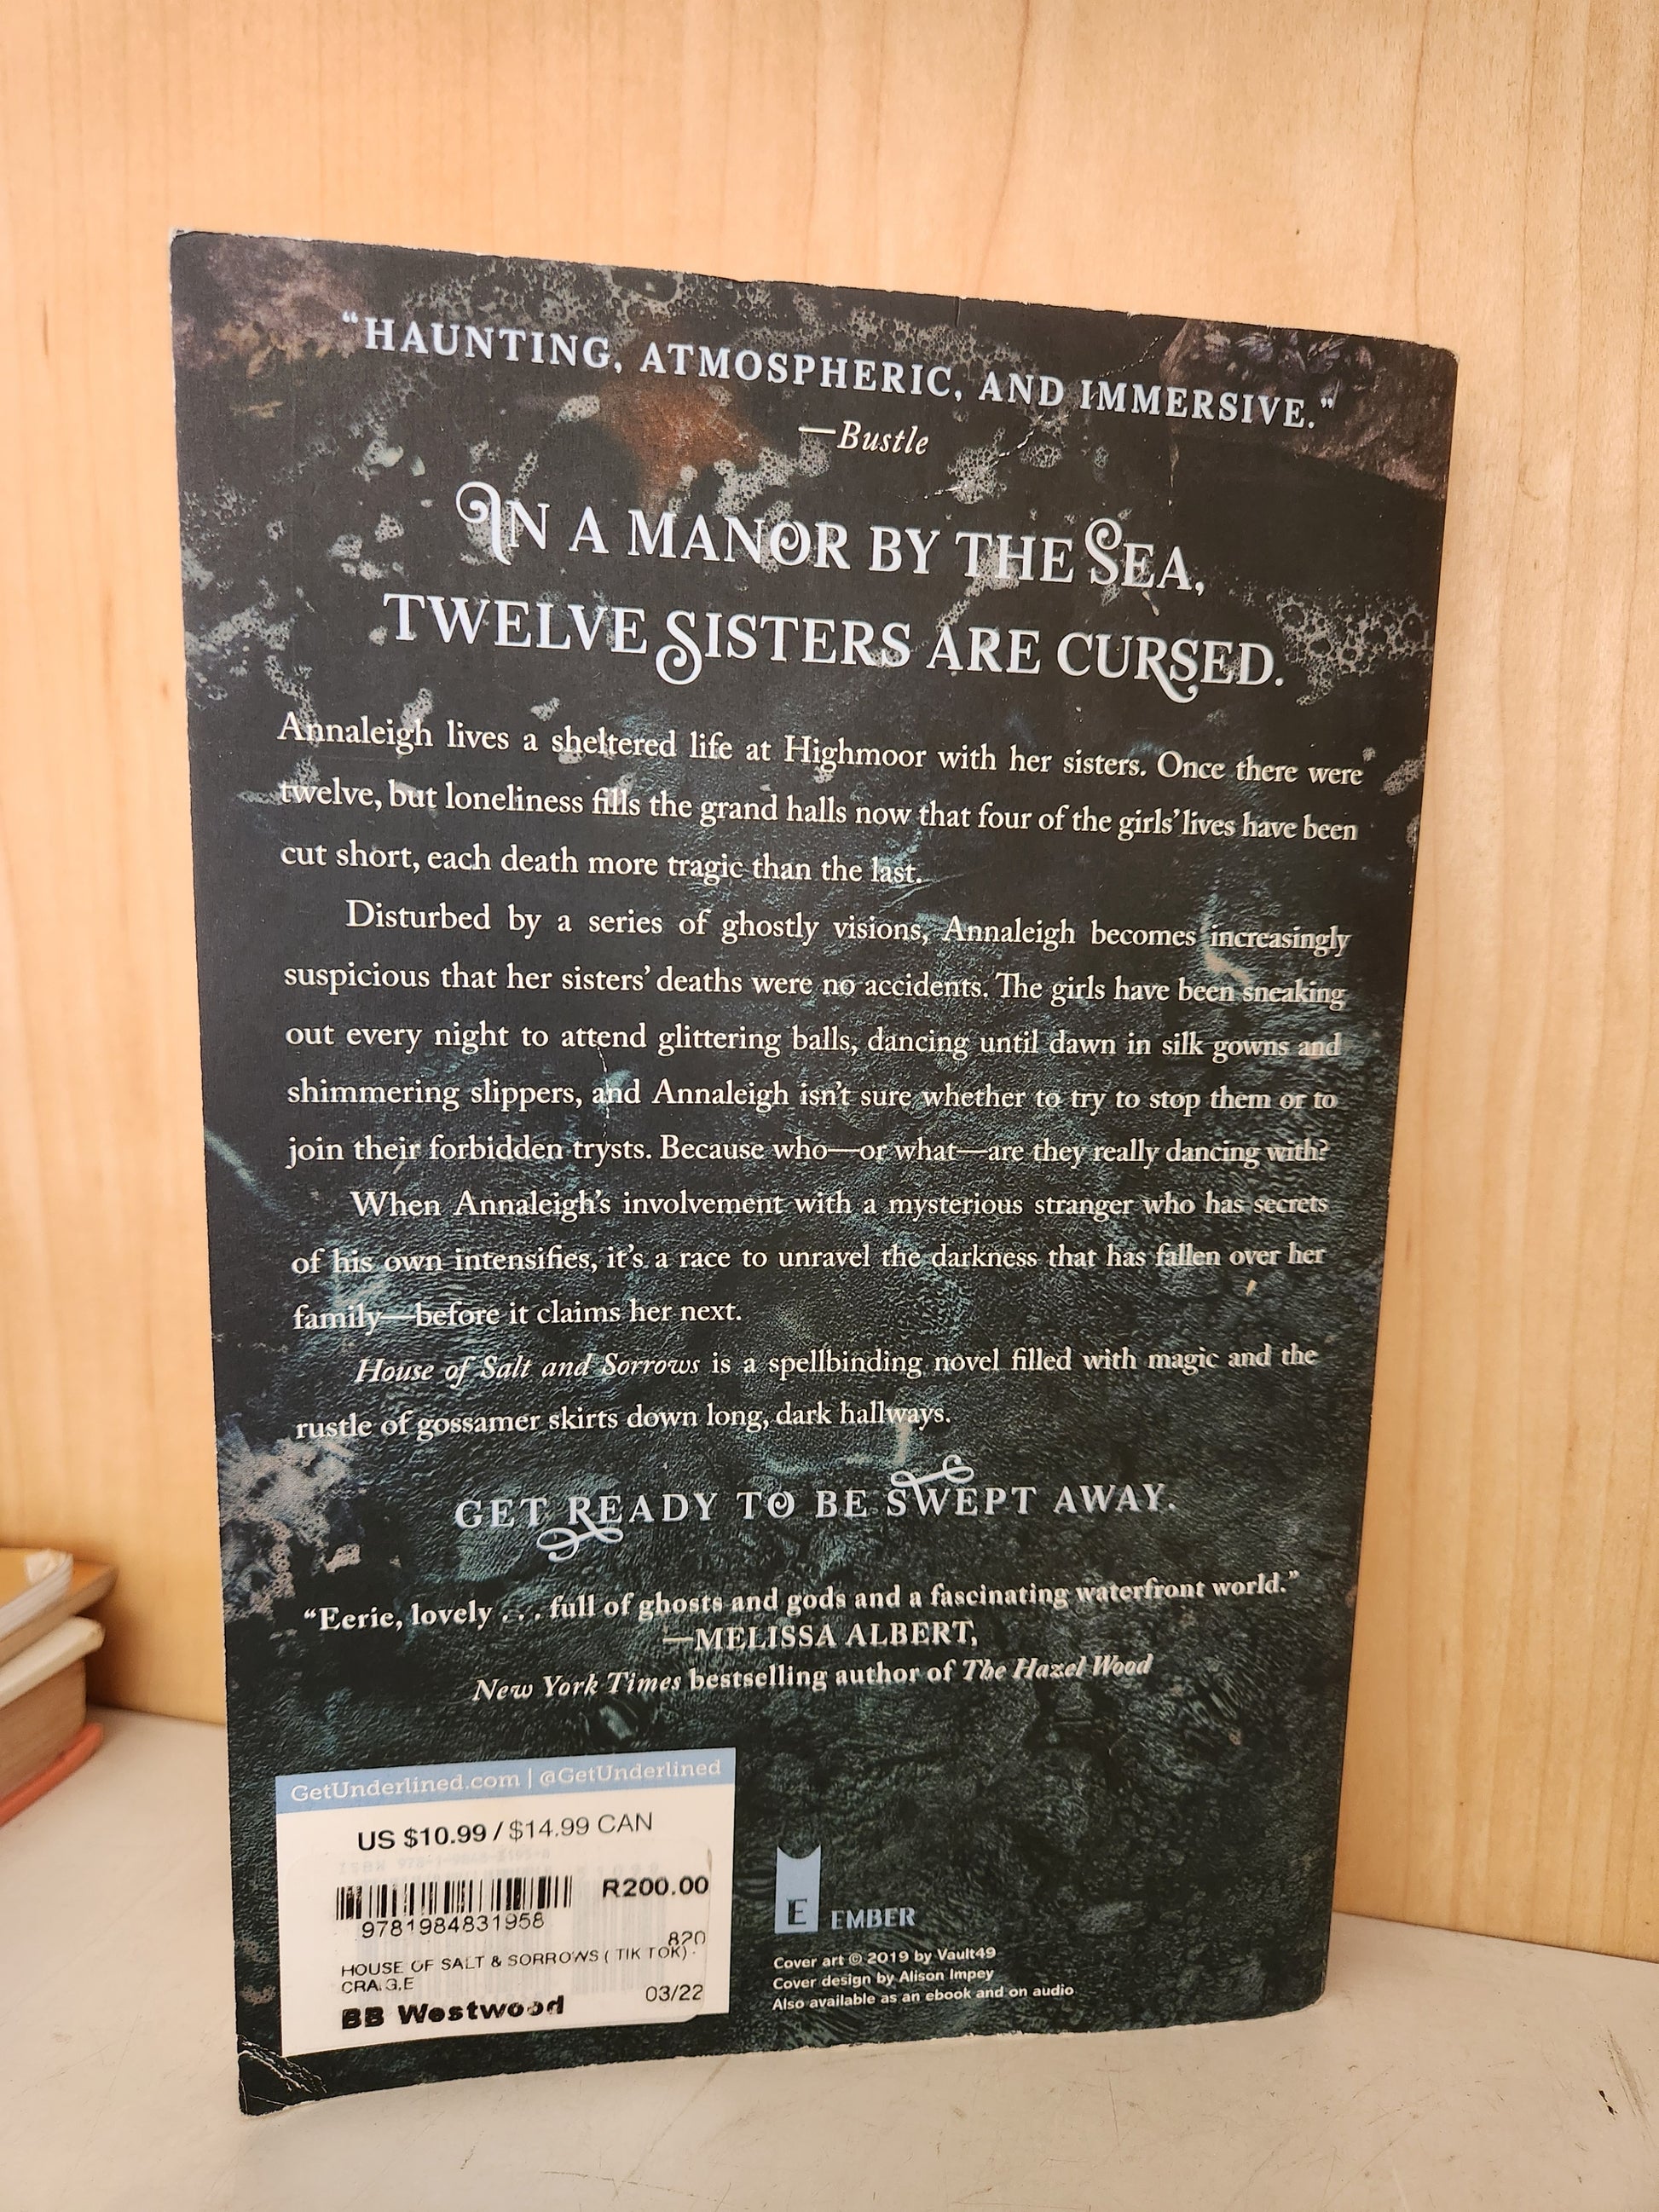 “HAUNTING, ATMOSPHERIC, AND IMMERSIVE.”
—Bustle
IN A MANOR BY THE SEA,
TWELVE SISTERS ARE CURSED.
Annaleigh lives a sheltered life at Highmoor with her sisters. Once there were
twelve, but loneliness fills the grand halls now that four of the girls’ lives have been
cut short, each death more tragic than the last.
Disturbed by a series of ghostly visions, Annaleigh becomes increasingly
suspicious that her sisters’ deaths were no accidents. The girls have been sneaking
out every night to attend glittering balls, dancing until dawn in silk gowns and
shimmering slippers, and Annaleigh isn’t sure whether to try to stop them or to
join their forbidden trysts. Because who—or what—are they really dancing with?
When Annaleigh’s involvement with a mysterious stranger who has secrets
of his own intensifies, it’s a race to unravel the darkness that has fallen over her
family—before it claims her next.
House of Salt and Sorrows is a spellbinding novel filled with magic and the
rustle of gossamer skirts down long, dark hallways.
GET READY TO BE SWEPT AWAY.
“Eerie, lovely . . . full of ghosts and gods and a fascinating waterfront world.”
—MELISSA ALBERT,
New York Times bestselling author of The Hazel Wood
GetUnderlined.com | @GetUnderlined
US $10.99 / $14.99 CAN
R200.00
9781984831958
820
HOUSE OF SALT & SORROWS ( TIK TOK)
03/22
BB Westwood
E EMBER
Cover art © 2019 by Vault49
Cover design by Alison Impey
Also available as an ebook and on audio